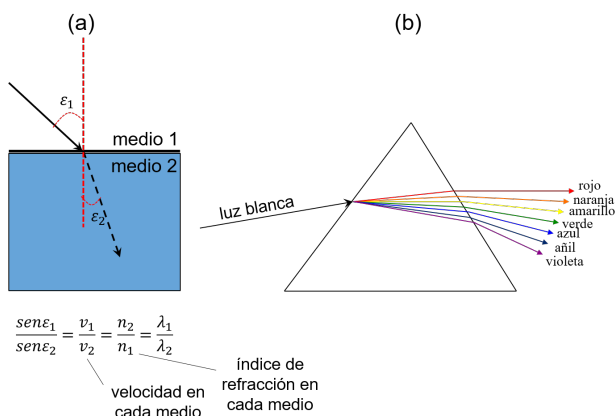 (a)
(b)
ε₁
medio 1
medio 2
ε₂
luz blanca
rojo
naranja
amarillo
verde
azul
añil
violeta
senε₁/senε₂ = v₁/v₂ = n₂/n₁ = λ₁/λ₂
velocidad en
cada medio
índice de
refracción en
cada medio